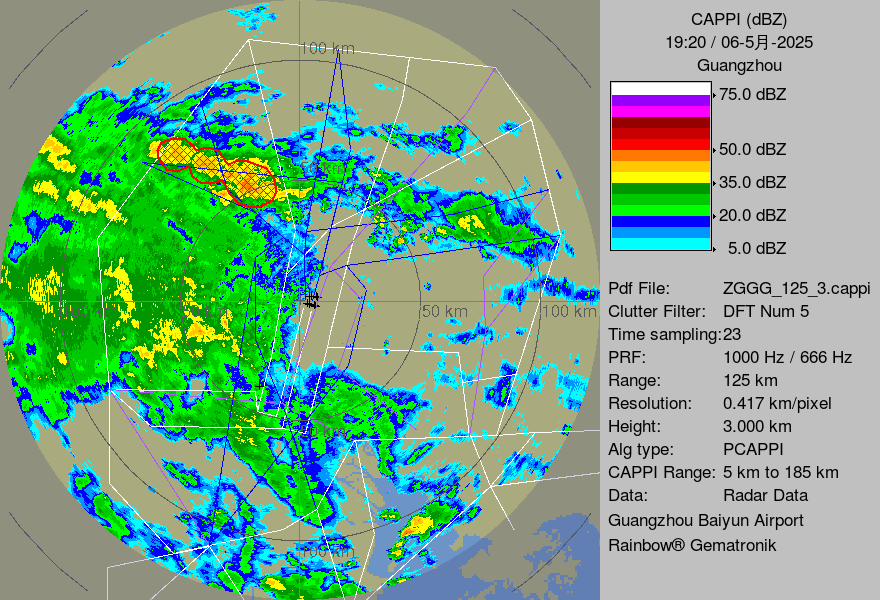 CAPPI (dBZ)
19:20 / 06-5月-2025
Guangzhou
75.0 dBZ
50.0 dBZ
35.0 dBZ
20.0 dBZ
5.0 dBZ
100 km
50 km
100 km
100 km
Pdf File: ZGGG_125_3.cappi
Clutter Filter: DFT Num 5
Time sampling:23
PRF: 1000 Hz / 666 Hz
Range: 125 km
Resolution: 0.417 km/pixel
Height: 3.000 km
Alg type: PCAPPI
CAPPI Range: 5 km to 185 km
Data: Radar Data
Guangzhou Baiyun Airport
Rainbow® Gematronik